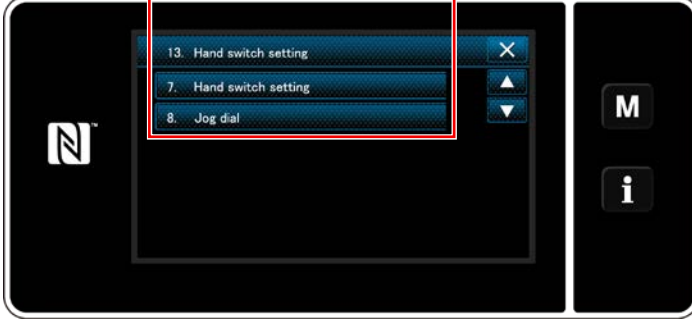 13. Hand switch setting
7. Hand switch setting
8. Jog dial
M
i